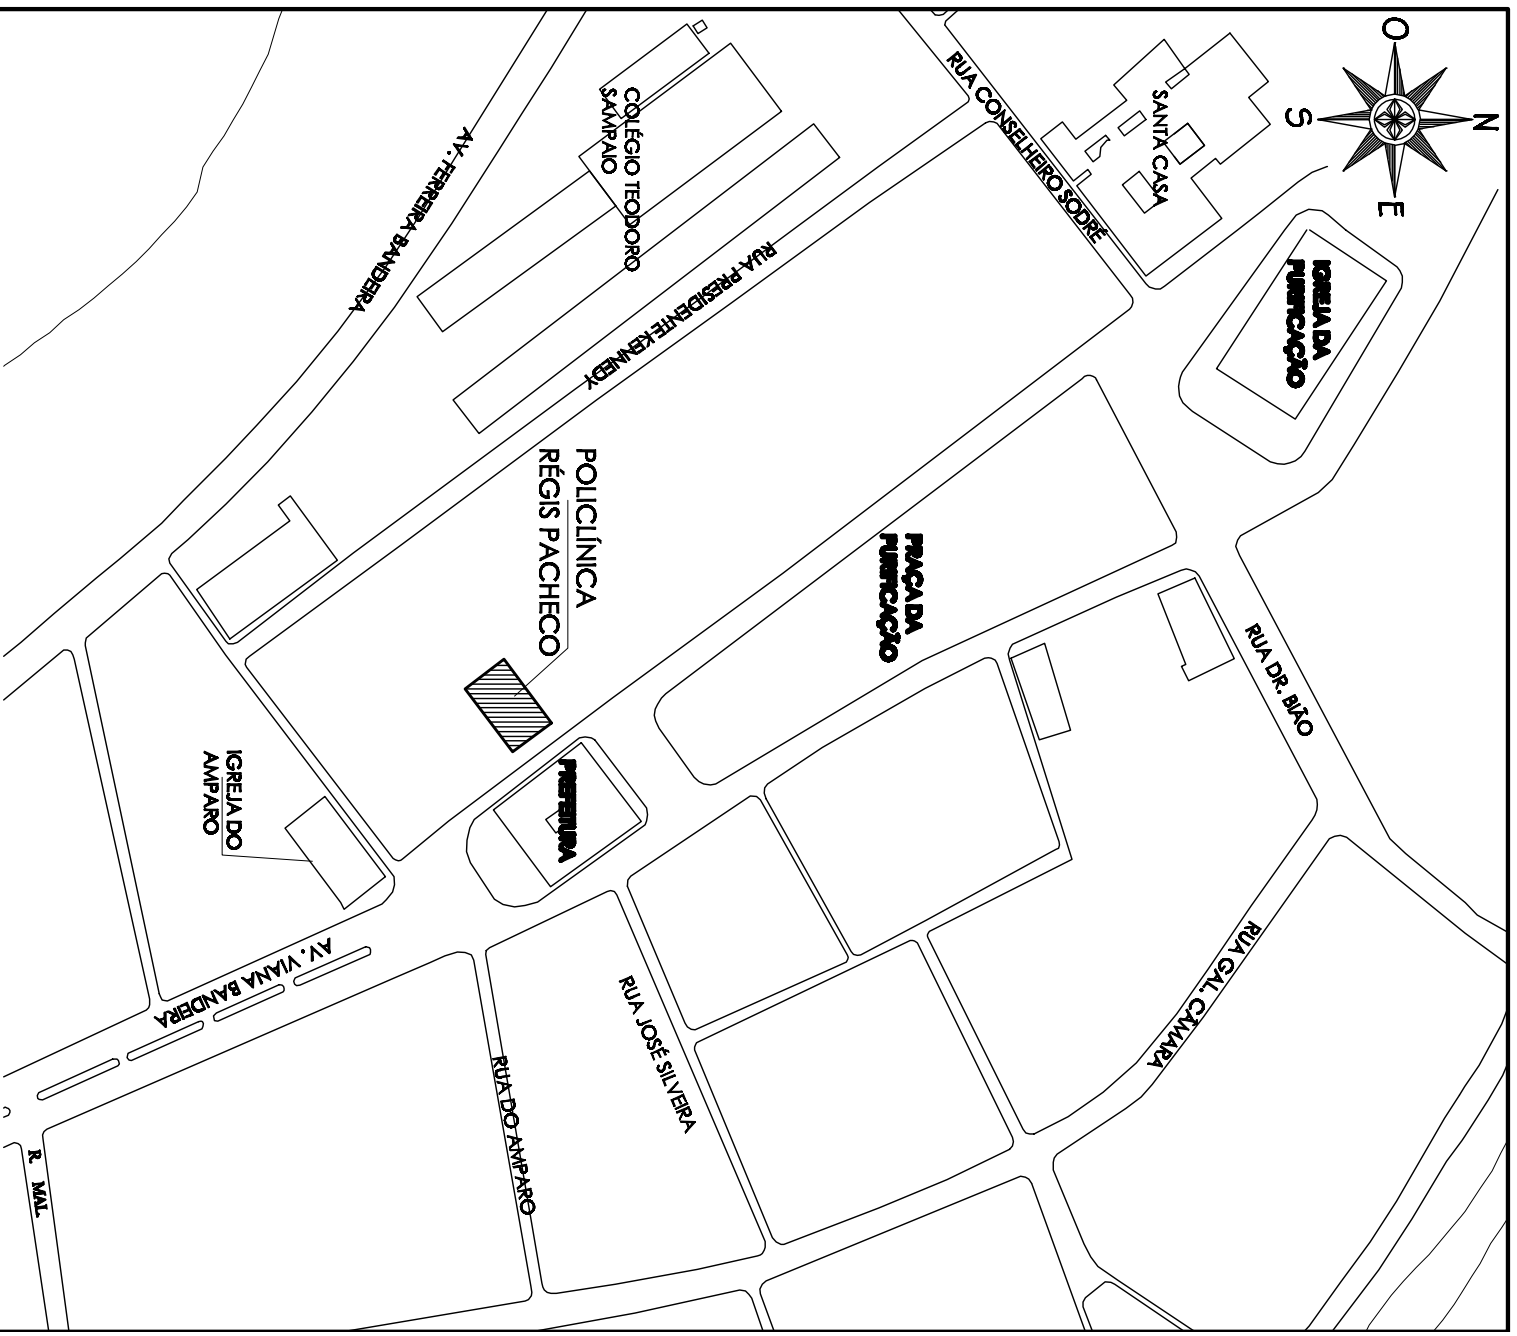 O
N
S
E
SANTA CASA
RUA CONSELHEIRO SODRÉ
IGREJA DA
PURIFICAÇÃO
COLÉGIO TEODORO
SAMPAIO
AV. FERREIRA BANDEIRA
RUA PRESIDENTE KENNEDY
POLICLÍNICA
RÉGIS PACHECO
PRAÇA DA
PURIFICAÇÃO
RUA DR. BIÃO
PREFEITURA
IGREJA DO
AMPARO
AV. VIANA BANDEIRA
RUA JOSÉ SILVEIRA
RUA GAL. CÂMARA
RUA DO AMPARO
R. MAL.